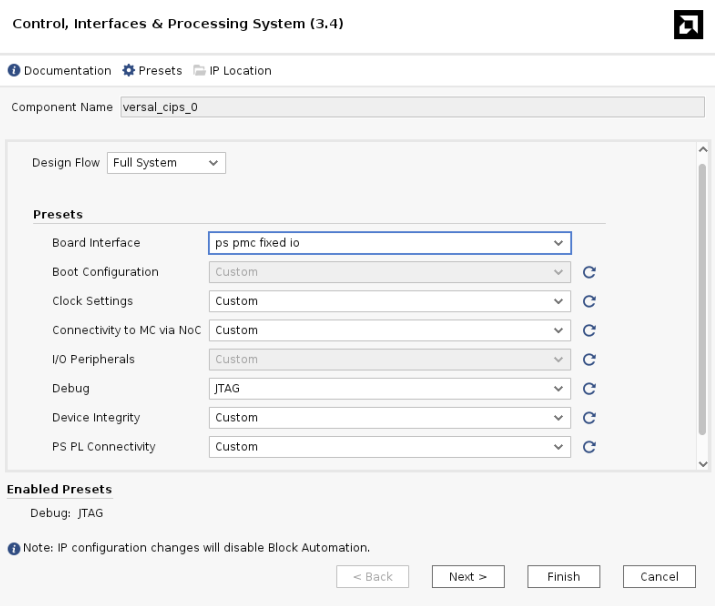 Control, Interfaces & Processing System (3.4)
Documentation Presets IP Location
Component Name versal_cips_0
Design Flow Full System
Presets
Board Interface ps pmc fixed io
Boot Configuration Custom
Clock Settings Custom
Connectivity to MC via NoC Custom
I/O Peripherals Custom
Debug JTAG
Device Integrity Custom
PS PL Connectivity Custom
Enabled Presets
Debug: JTAG
Note: IP configuration changes will disable Block Automation.
< Back Next > Finish Cancel